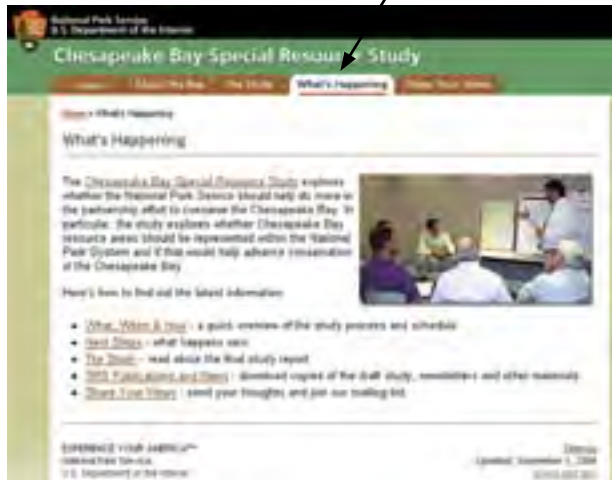 National Park Service
U.S. Department of the Interior
Chesapeake Bay Special Resource Study
About the Bay The Study What's Happening Share Your Views
Home > What's Happening
What's Happening
The Chesapeake Bay Special Resource Study explores
whether the National Park Service should help do more in
the partnership effort to conserve the Chesapeake Bay. In
particular, the study explores whether Chesapeake Bay
resource areas should be represented within the National
Park System and if this would help advance conservation
of the Chesapeake Bay.
Here's how to find out the latest information:
What, When & How - a quick overview of the study process and schedule
Next Steps - what happens next
The Study - read about the final study report
Publications and News - download copies of the draft study, newsletters and other materials
Share Your Views - send your thoughts and join our mailing list
EXPERIENCE YOUR AMERICA™
National Park Service
U.S. Department of the Interior